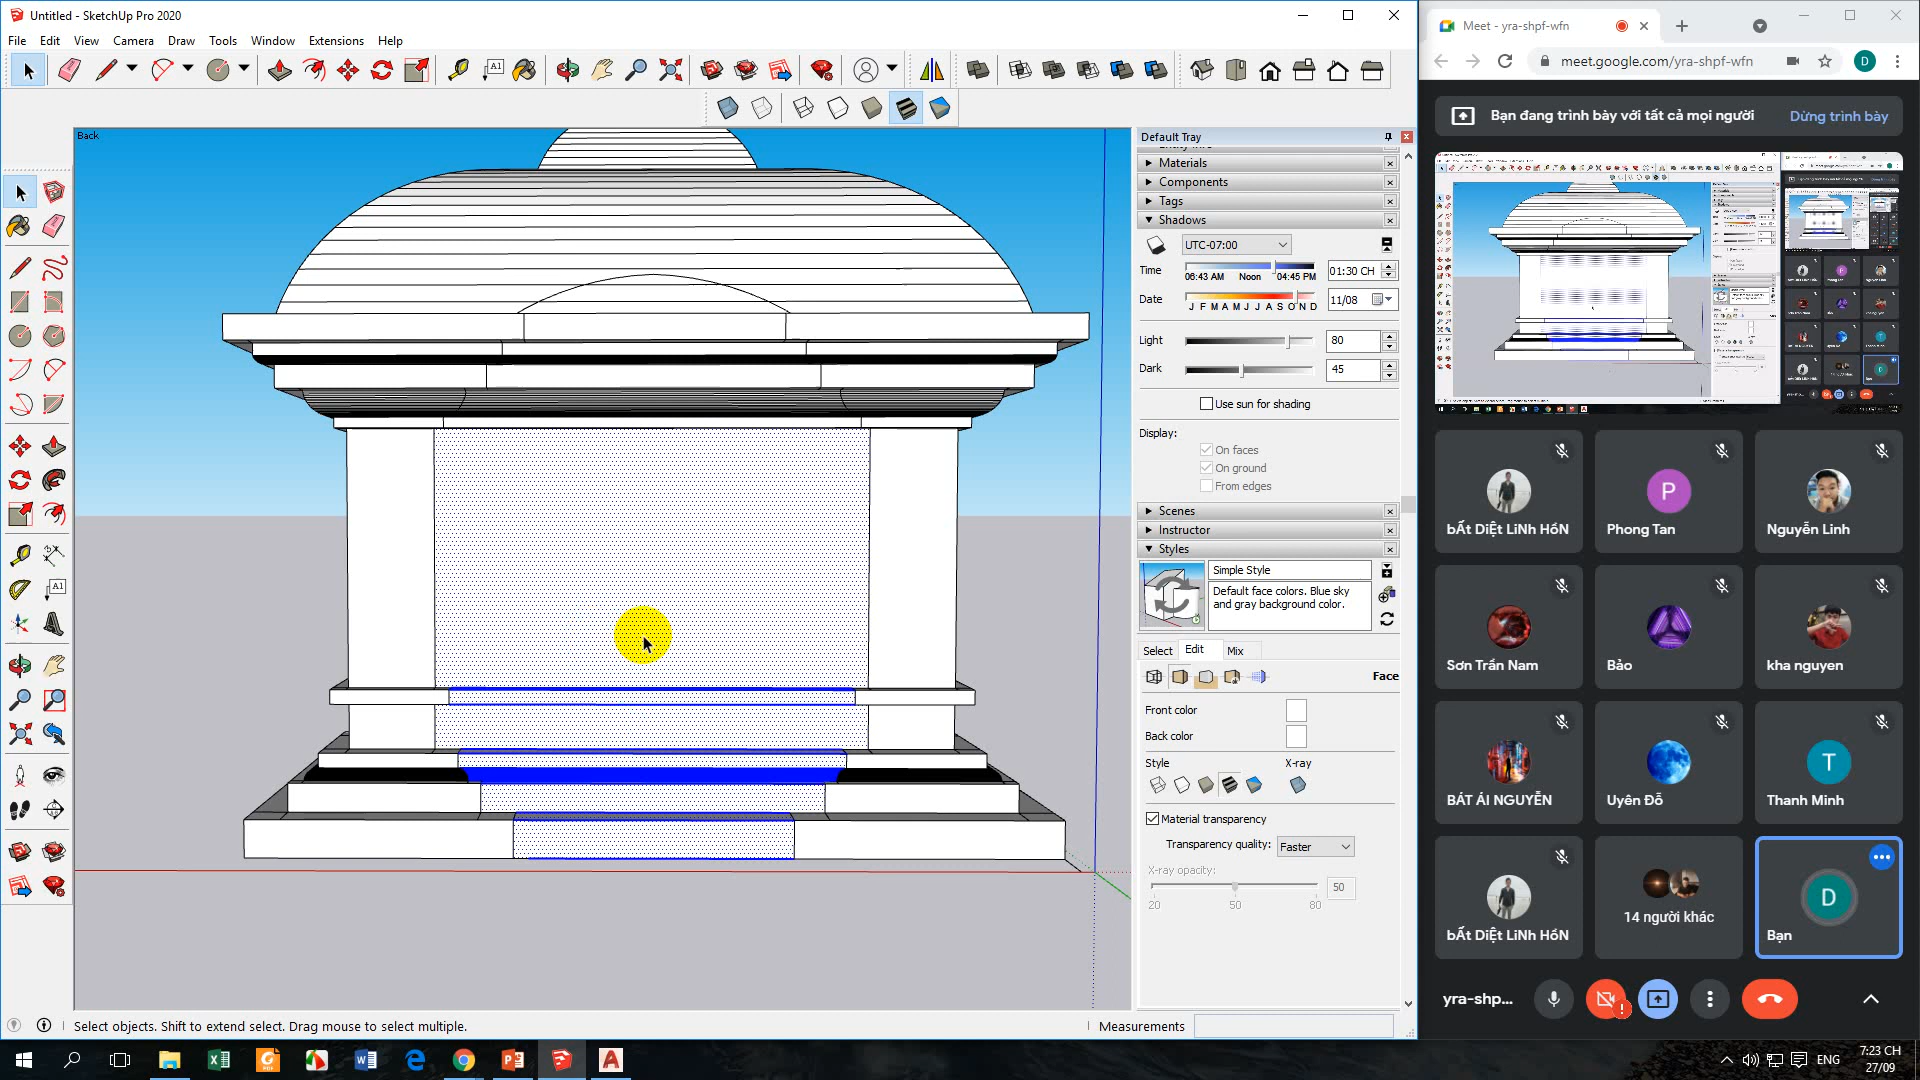 Untitled - SketchUp Pro 2020
File Edit View Camera Draw Tools Window Extensions Help
Back
Default Tray
Materials
Components
Tags
Shadows
UTC-07:00
Time
06:43 AM Noon 04:45 PM
01:30 CH
Date
J F M A M J J A S O N D
11/08
Light
80
Dark
45
Use sun for shading
Display:
On faces
On ground
From edges
Scenes
Instructor
Styles
Simple Style
Default face colors. Blue sky
and gray background color.
Select Edit Mix
Face
Front color
Back color
Style
X-ray
Material transparency
Transparency quality: Faster
X-ray opacity:
50
20 50 80
Select objects. Shift to extend select. Drag mouse to select multiple.
Measurements
Meet - yra-shpf-wfn
meet.google.com/yra-shpf-wfn
D
Bạn đang trình bày với tất cả mọi người
Dừng trình bày
bẤt DiỆt LiNh HồN
P
Phong Tan
Nguyễn Linh
Sơn Trần Nam
Bảo
kha nguyen
BÁT ÁI NGUYỄN
Uyên Đỗ
T
Thanh Minh
bẤt DiỆt LiNh HồN
14 người khác
D
Bạn
yra-shp...
ENG
7:23 CH
27/09